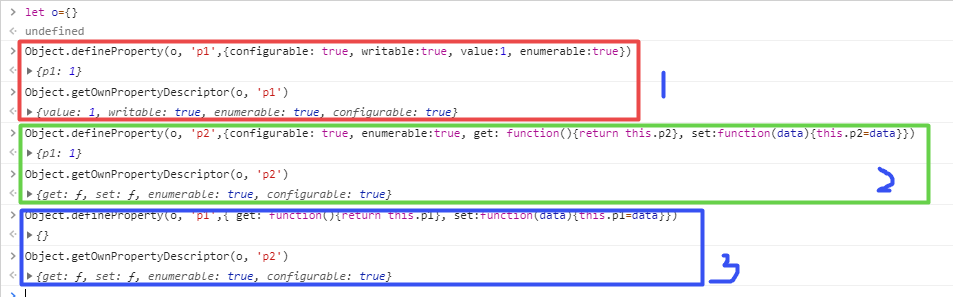 > let o={}
< undefined
> Object.defineProperty(o, 'p1',{configurable: true, writable:true, value:1, enumerable:true})
< ▶ {p1: 1}
> Object.getOwnPropertyDescriptor(o, 'p1')
< ▶ {value: 1, writable: true, enumerable: true, configurable: true}
1
> Object.defineProperty(o, 'p2',{configurable: true, enumerable:true, get: function(){return this.p2}, set:function(data){this.p2=data}})
< ▶ {p1: 1}
> Object.getOwnPropertyDescriptor(o, 'p2')
< ▶ {get: ƒ, set: ƒ, enumerable: true, configurable: true}
2
> Object.defineProperty(o, 'p1',{ get: function(){return this.p1}, set:function(data){this.p1=data}})
< ▶ {}
> Object.getOwnPropertyDescriptor(o, 'p2')
< ▶ {get: ƒ, set: ƒ, enumerable: true, configurable: true}
3
>